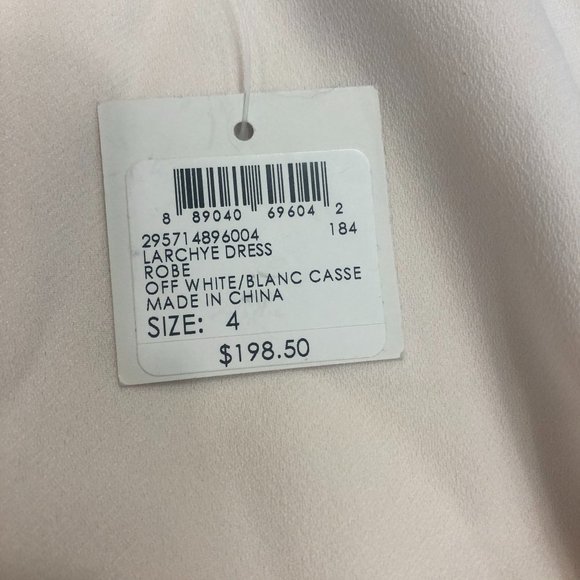 8 89040 69604 2
295714896004 184
LARCHYE DRESS
ROBE
OFF WHITE/BLANC CASSE
MADE IN CHINA
SIZE: 4
$198.50